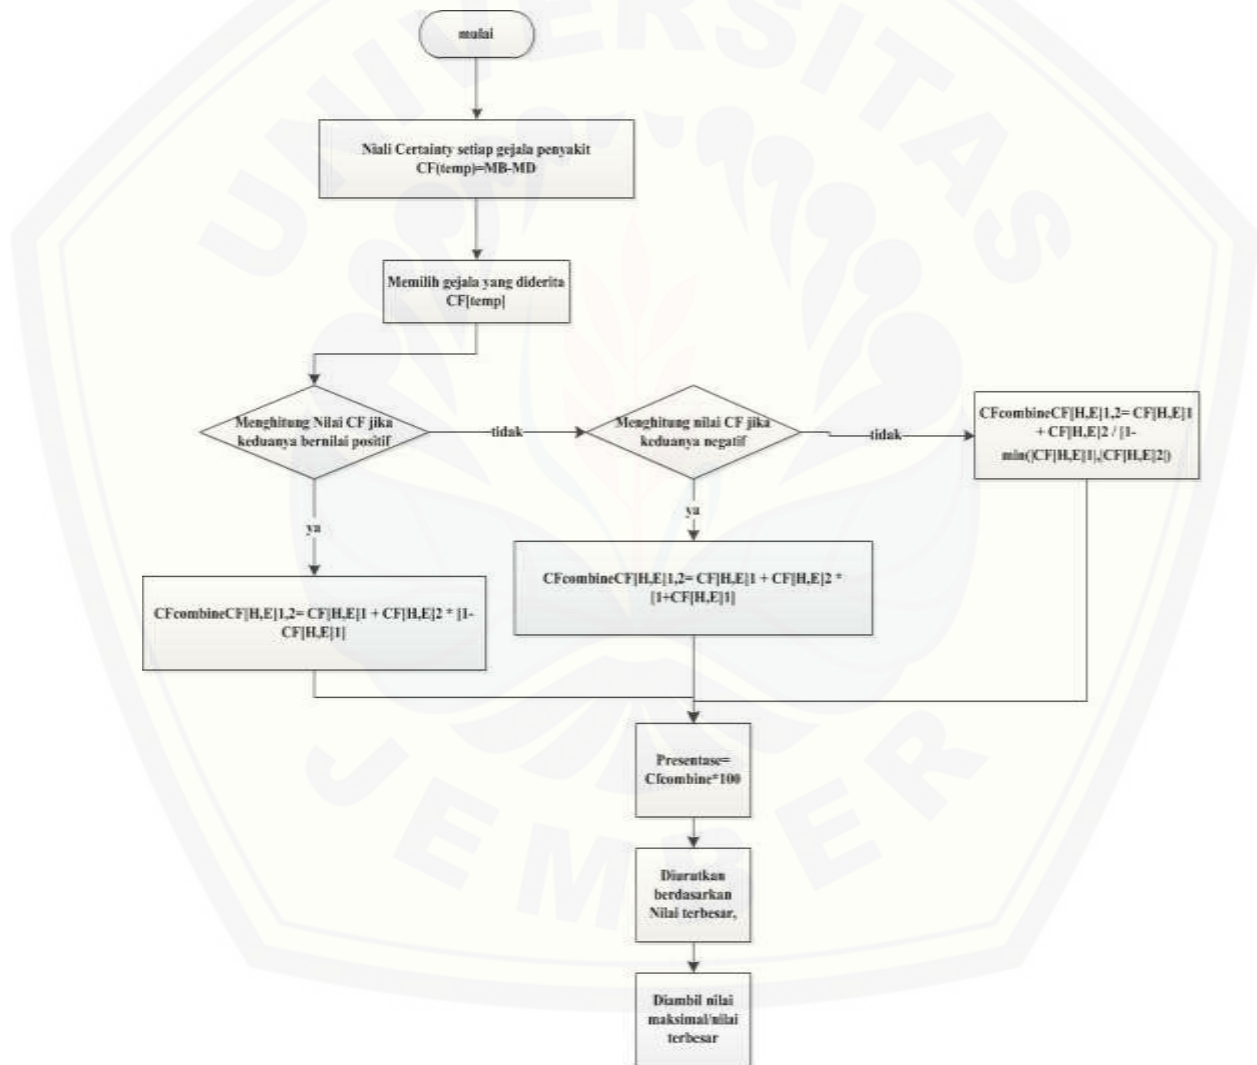 UNIVERSITAS
mulai
Niali Certainty setiap gejala penyakit
CF(temp)=MB-MD
Memilih gejala yang diderita
CF[temp]
Menghitung Nilai CF jika
keduanya bernilai positif
tidak
Menghitung nilai CF jika
keduanya negatif
tidak
CFcombineCF[H,E]1,2= CF[H,E]1
+ CF[H,E]2 / [1-
min(|CF[H,E]1|,|CF[H,E]2|)
ya
ya
CFcombineCF[H,E]1,2= CF[H,E]1 + CF[H,E]2 *
[1+CF[H,E]1]
CFcombineCF[H,E]1,2= CF[H,E]1 + CF[H,E]2 * [1-
CF[H,E]1]
Presentase=
Cfcombine*100
Diurutkan
berdasarkan
Nilai terbesar,
Diambil nilai
maksimal/nilai
terbesar
JEMBER